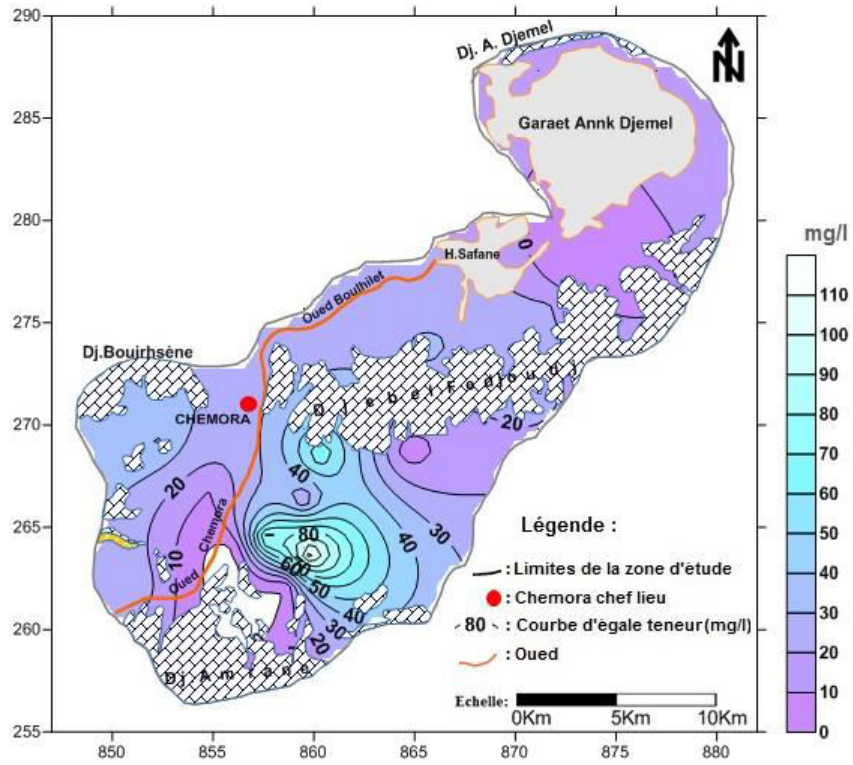 290
285
280
275
270
265
260
255
850
855
860
865
870
875
880
Dj. A. Djemel
N
Garaet Annk Djemel
H.Safane
0
Oued Boulhilet
Dj.Bouirhsène
CHEMORA
Djebel Fedjoudj
20
40
20
10
Oued Chemora
80
60
50
40
30
20
40
30
Dj Amrane
mg/l
110
100
90
80
70
60
50
40
30
20
10
0
Légende :
: Limites de la zone d'étude
: Chemora chef lieu
80 : Courbe d'égale teneur(mg/l)
: Oued
Echelle:
0Km 5Km 10Km